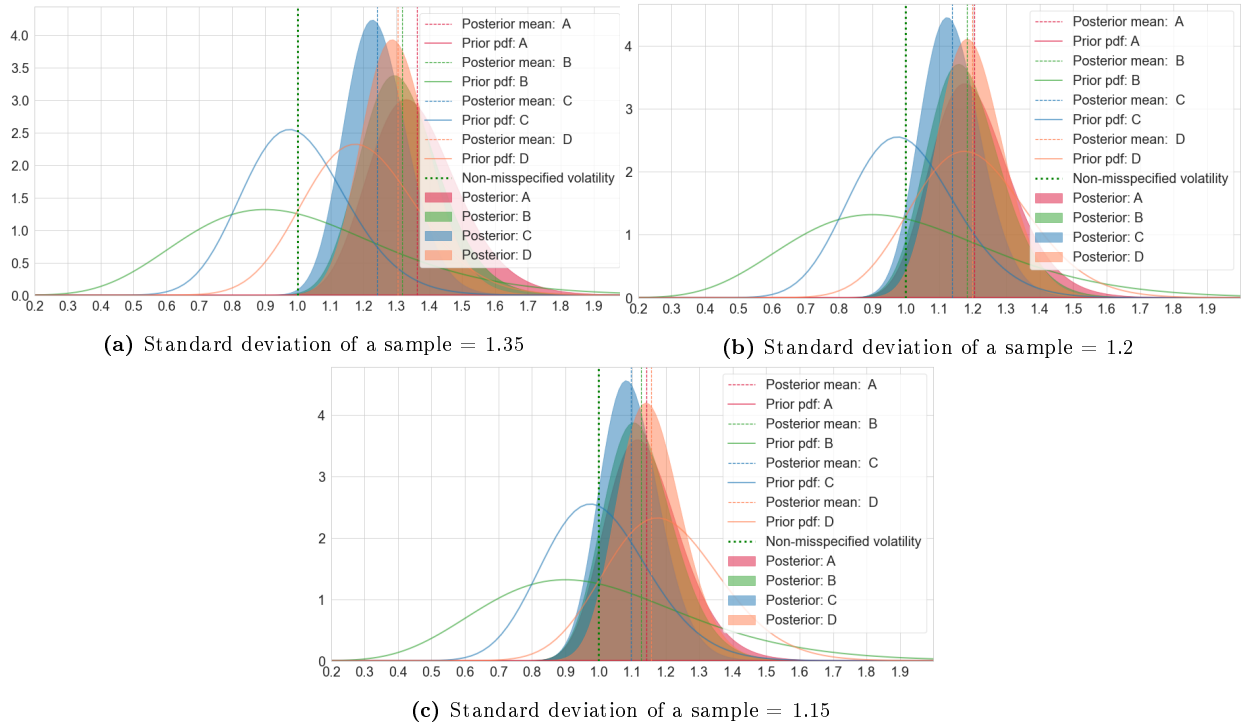 4.0
3.5
3.0
2.5
2.0
1.5
1.0
0.5
0.0
0.2 0.3 0.4 0.5 0.6 0.7 0.8 0.9 1.0 1.1 1.2 1.3 1.4 1.5 1.6 1.7 1.8 1.9
Posterior mean: A
Prior pdf: A
Posterior mean: B
Prior pdf: B
Posterior mean: C
Prior pdf: C
Posterior mean: D
Prior pdf: D
Non-misspecified volatility
Posterior: A
Posterior: B
Posterior: C
Posterior: D
(a) Standard deviation of a sample = 1.35
4
3
2
1
0
0.2 0.3 0.4 0.5 0.6 0.7 0.8 0.9 1.0 1.1 1.2 1.3 1.4 1.5 1.6 1.7 1.8 1.9
Posterior mean: A
Prior pdf: A
Posterior mean: B
Prior pdf: B
Posterior mean: C
Prior pdf: C
Posterior mean: D
Prior pdf: D
Non-misspecified volatility
Posterior: A
Posterior: B
Posterior: C
Posterior: D
(b) Standard deviation of a sample = 1.2
4
3
2
1
0
0.2 0.3 0.4 0.5 0.6 0.7 0.8 0.9 1.0 1.1 1.2 1.3 1.4 1.5 1.6 1.7 1.8 1.9
Posterior mean: A
Prior pdf: A
Posterior mean: B
Prior pdf: B
Posterior mean: C
Prior pdf: C
Posterior mean: D
Prior pdf: D
Non-misspecified volatility
Posterior: A
Posterior: B
Posterior: C
Posterior: D
(c) Standard deviation of a sample = 1.15